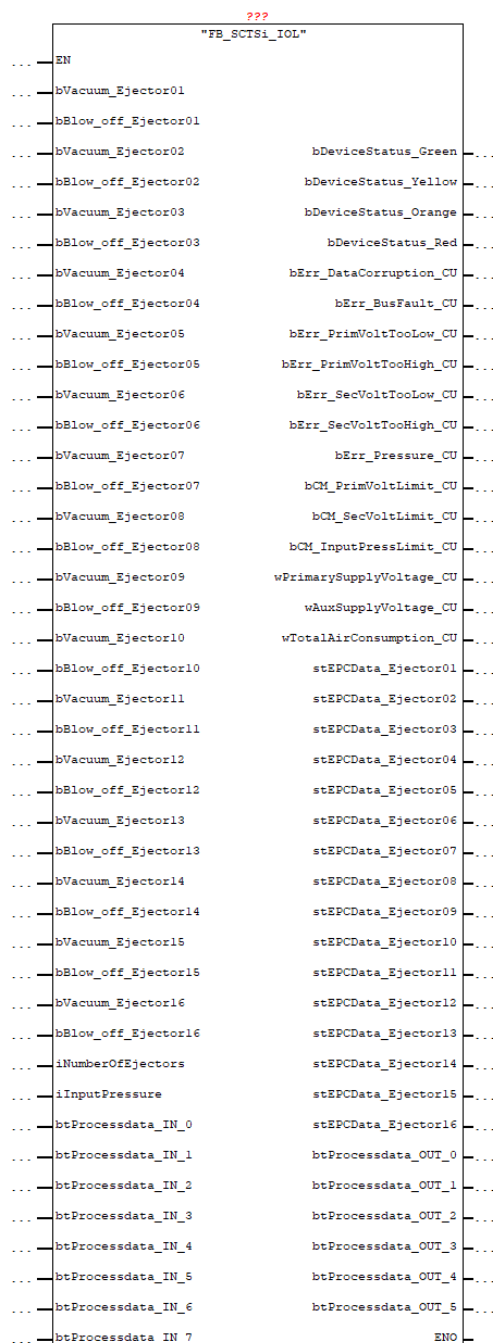 ???
"FB_SCTSi_IOL"
... EN
... bVacuum_Ejector01
... bBlow_off_Ejector01
... bVacuum_Ejector02 bDeviceStatus_Green ...
... bBlow_off_Ejector02 bDeviceStatus_Yellow ...
... bVacuum_Ejector03 bDeviceStatus_Orange ...
... bBlow_off_Ejector03 bDeviceStatus_Red ...
... bVacuum_Ejector04 bErr_DataCorruption_CU ...
... bBlow_off_Ejector04 bErr_BusFault_CU ...
... bVacuum_Ejector05 bErr_PrimVoltTooLow_CU ...
... bBlow_off_Ejector05 bErr_PrimVoltTooHigh_CU ...
... bVacuum_Ejector06 bErr_SecVoltTooLow_CU ...
... bBlow_off_Ejector06 bErr_SecVoltTooHigh_CU ...
... bVacuum_Ejector07 bErr_Pressure_CU ...
... bBlow_off_Ejector07 bCM_PrimVoltLimit_CU ...
... bVacuum_Ejector08 bCM_SecVoltLimit_CU ...
... bBlow_off_Ejector08 bCM_InputPressLimit_CU ...
... bVacuum_Ejector09 wPrimarySupplyVoltage_CU ...
... bBlow_off_Ejector09 wAuxSupplyVoltage_CU ...
... bVacuum_Ejector10 wTotalAirConsumption_CU ...
... bBlow_off_Ejector10 stEPCData_Ejector01 ...
... bVacuum_Ejector11 stEPCData_Ejector02 ...
... bBlow_off_Ejector11 stEPCData_Ejector03 ...
... bVacuum_Ejector12 stEPCData_Ejector04 ...
... bBlow_off_Ejector12 stEPCData_Ejector05 ...
... bVacuum_Ejector13 stEPCData_Ejector06 ...
... bBlow_off_Ejector13 stEPCData_Ejector07 ...
... bVacuum_Ejector14 stEPCData_Ejector08 ...
... bBlow_off_Ejector14 stEPCData_Ejector09 ...
... bVacuum_Ejector15 stEPCData_Ejector10 ...
... bBlow_off_Ejector15 stEPCData_Ejector11 ...
... bVacuum_Ejector16 stEPCData_Ejector12 ...
... bBlow_off_Ejector16 stEPCData_Ejector13 ...
... iNumberOfEjectors stEPCData_Ejector14 ...
... iInputPressure stEPCData_Ejector15 ...
... btProcessdata_IN_0 stEPCData_Ejector16 ...
... btProcessdata_IN_1 btProcessdata_OUT_0 ...
... btProcessdata_IN_2 btProcessdata_OUT_1 ...
... btProcessdata_IN_3 btProcessdata_OUT_2 ...
... btProcessdata_IN_4 btProcessdata_OUT_3 ...
... btProcessdata_IN_5 btProcessdata_OUT_4 ...
... btProcessdata_IN_6 btProcessdata_OUT_5 ...
... btProcessdata_IN_7 ENO